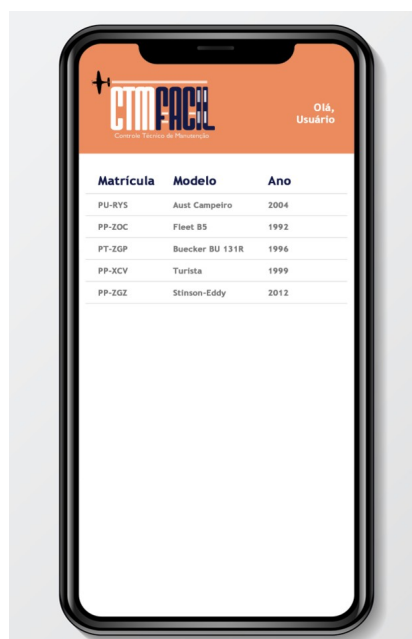 CTMFACIL
Controle Técnico de Manutenção
Olá,
Usuário
Matrícula Modelo Ano
PU-RYS Aust Campeiro 2004
PP-ZOC Fleet B5 1992
PT-ZGP Buecker BU 131R 1996
PP-XCV Turista 1999
PP-ZGZ Stinson-Eddy 2012